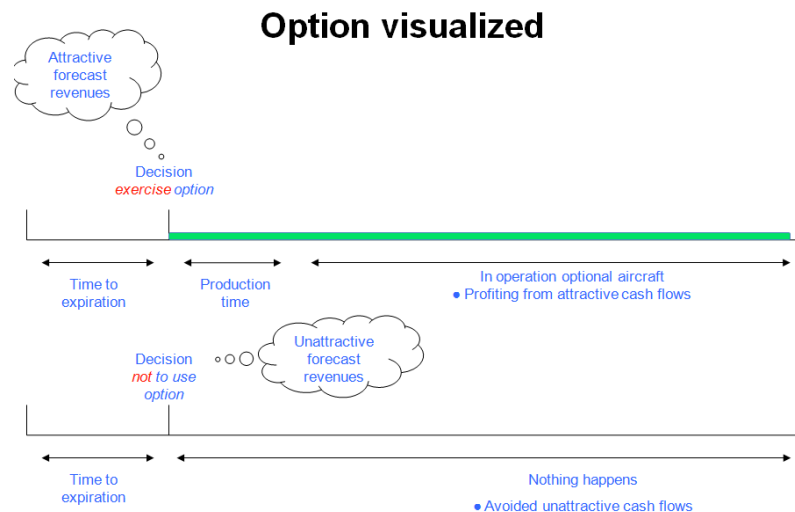 Option visualized
Attractive
forecast
revenues
Decision
exercise option
Time to
expiration
Production
time
In operation optional aircraft
● Profiting from attractive cash flows
Decision
not to use
option
Unattractive
forecast
revenues
Time to
expiration
Nothing happens
● Avoided unattractive cash flows